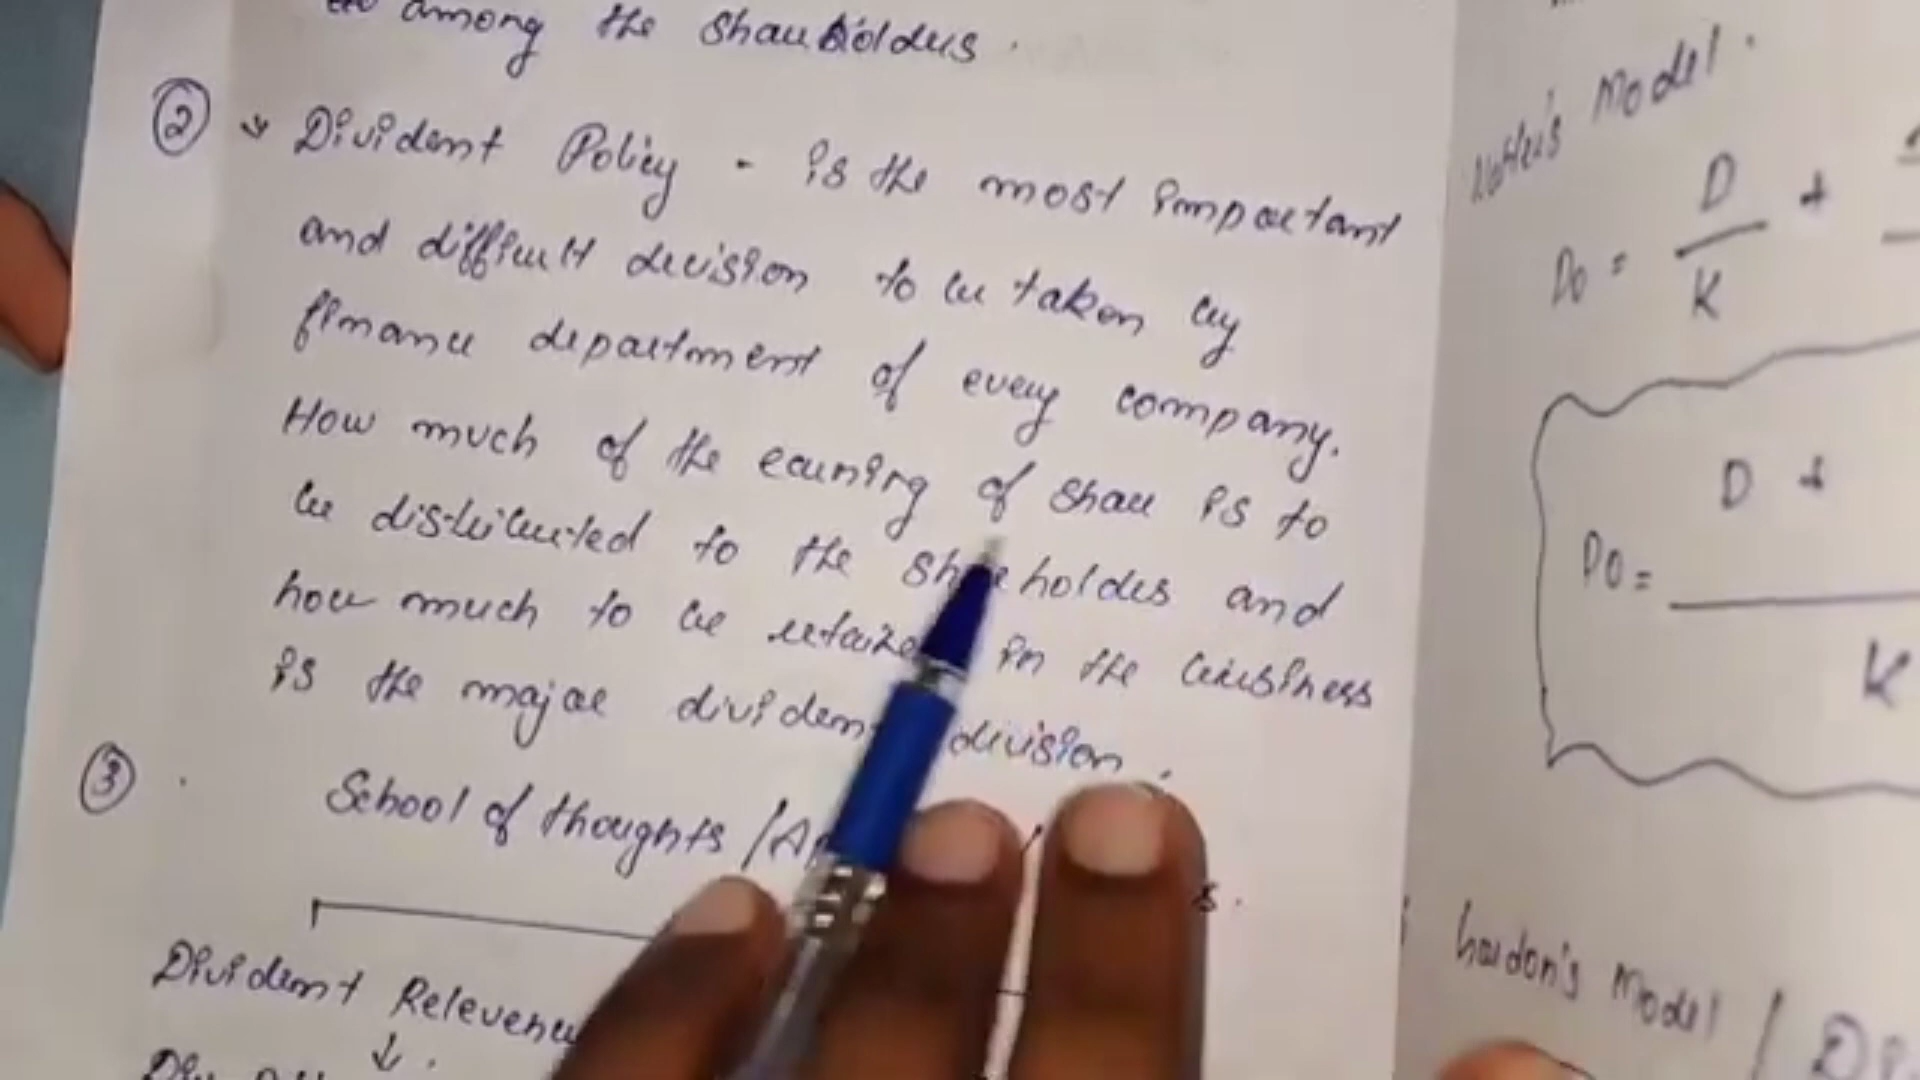 among the shareholders.
② Divident Policy - is the most important
and difficult decision to be taken by
finance department of every company.
How much of the earning of share is to
be distributed to the shareholdes and
how much to be retained in the business
is the major dividend decision.
③ School of thoughts /
Dividemt Relevence
Model.
Po = D/K +
D +
Po =
K
Model /